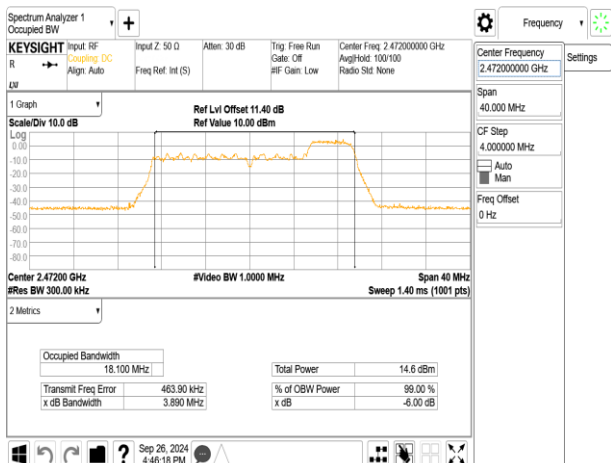 Spectrum Analyzer 1
Occupied BW
Frequency
KEYSIGHT
R
LXI
Input: RF
Coupling: DC
Align: Auto
Input Z: 50 Ω
Freq Ref: Int (S)
Atten: 30 dB
Trig: Free Run
Gate: Off
#IF Gain: Low
Center Freq: 2.472000000 GHz
Avg|Hold: 100/100
Radio Std: None
Center Frequency
2.472000000 GHz
Settings
Span
40.000 MHz
CF Step
4.000000 MHz
Auto
Man
Freq Offset
0 Hz
1 Graph
Scale/Div 10.0 dB
Ref Lvl Offset 11.40 dB
Ref Value 10.00 dBm
Log
0.00
-10.0
-20.0
-30.0
-40.0
-50.0
-60.0
-70.0
-80.0
Center 2.47200 GHz
#Res BW 300.00 kHz
#Video BW 1.0000 MHz
Span 40 MHz
Sweep 1.40 ms (1001 pts)
2 Metrics
Occupied Bandwidth
18.100 MHz
Transmit Freq Error 463.90 kHz
x dB Bandwidth 3.890 MHz
Total Power 14.6 dBm
% of OBW Power 99.00 %
x dB -6.00 dB
Sep 26, 2024
4:46:18 PM